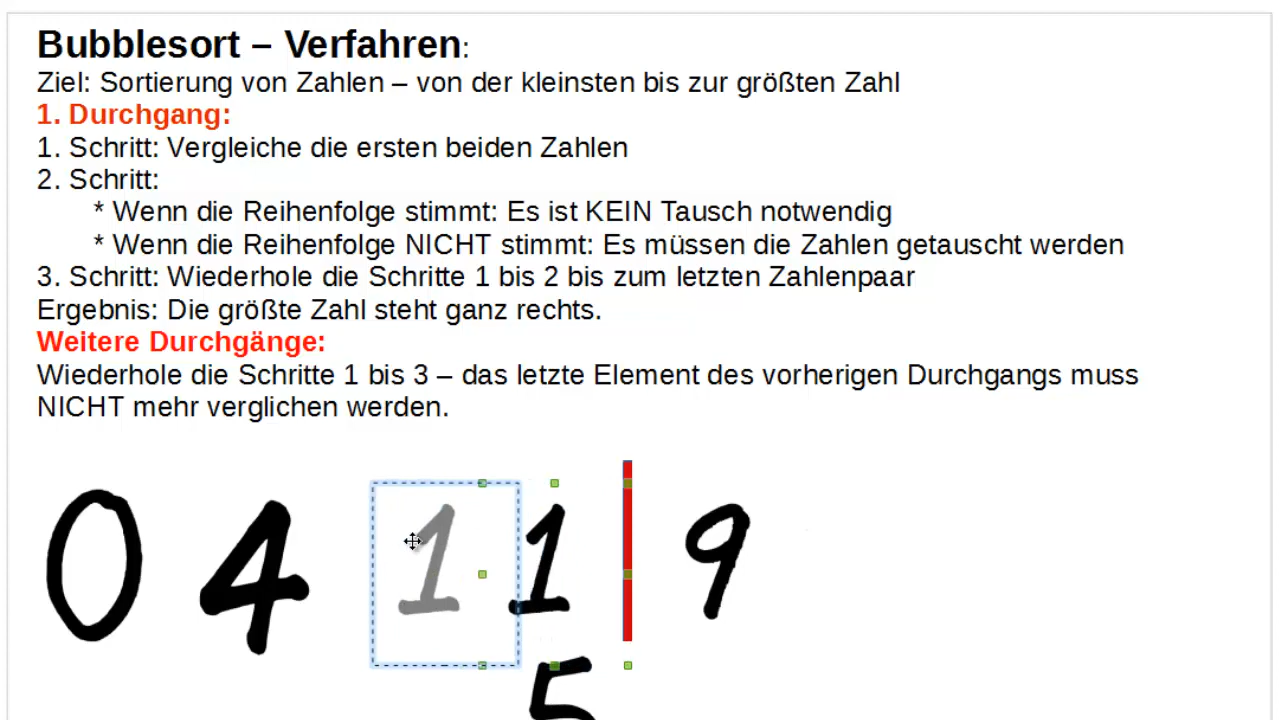 Bubblesort – Verfahren:
Ziel: Sortierung von Zahlen – von der kleinsten bis zur größten Zahl
1. Durchgang:
1. Schritt: Vergleiche die ersten beiden Zahlen
2. Schritt:
* Wenn die Reihenfolge stimmt: Es ist KEIN Tausch notwendig
* Wenn die Reihenfolge NICHT stimmt: Es müssen die Zahlen getauscht werden
3. Schritt: Wiederhole die Schritte 1 bis 2 bis zum letzten Zahlenpaar
Ergebnis: Die größte Zahl steht ganz rechts.
Weitere Durchgänge:
Wiederhole die Schritte 1 bis 3 – das letzte Element des vorherigen Durchgangs muss
NICHT mehr verglichen werden.
0 4 1 1 9
5